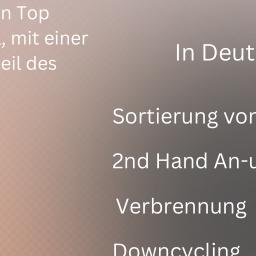 n Top
, mit einer
eil des
In Deut
Sortierung vor
2nd Hand An-u
Verbrennung
Downcycling